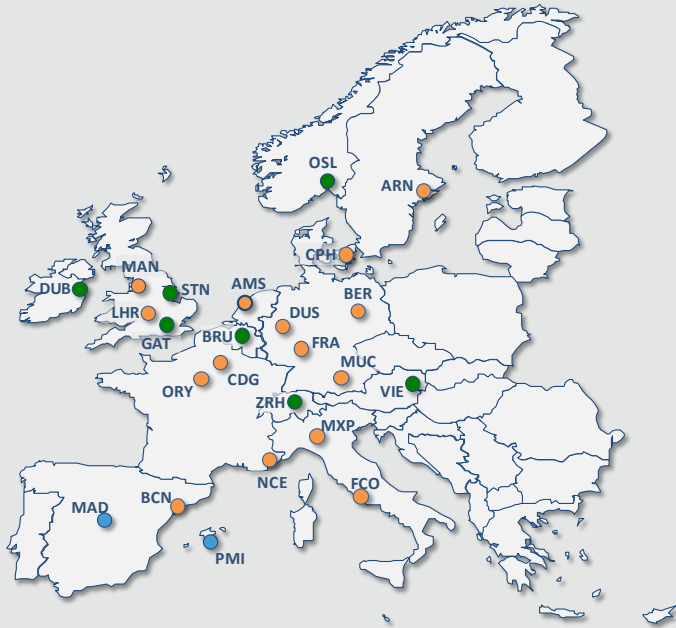 OSL
ARN
CPH
MAN
DUB
STN
AMS
BER
LHR
DUS
GAT
BRU
FRA
MUC
CDG
ORY
VIE
ZRH
MXP
NCE
FCO
BCN
MAD
PMI